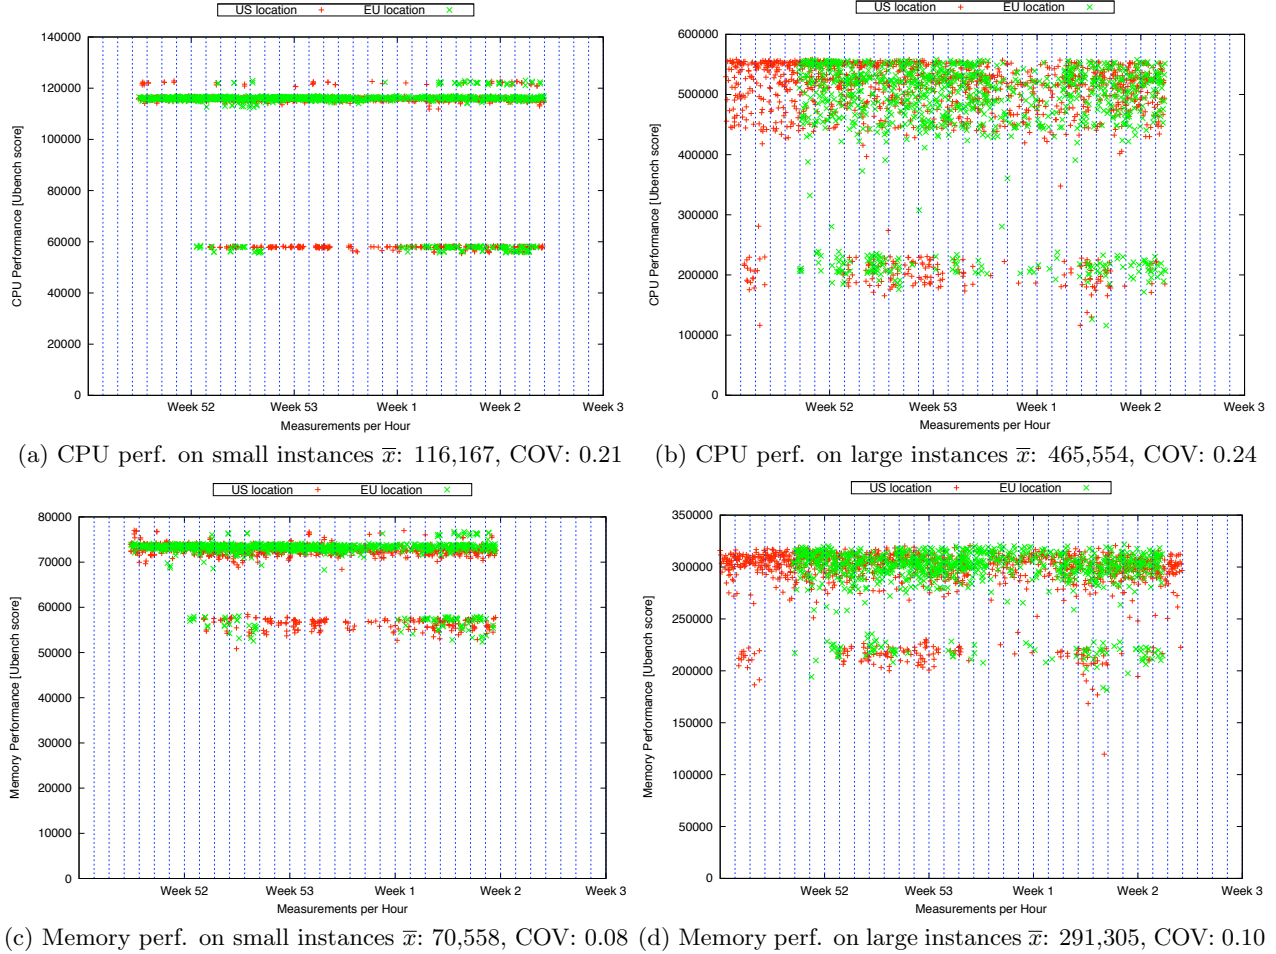 US location EU location
140000
120000
100000
80000
60000
40000
20000
0
CPU Performance [Ubench score]
Week 52 Week 53 Week 1 Week 2 Week 3
Measurements per Hour
(a) CPU perf. on small instances x̅: 116,167, COV: 0.21
US location EU location
600000
500000
400000
300000
200000
100000
0
CPU Performance [Ubench score]
Week 52 Week 53 Week 1 Week 2 Week 3
Measurements per Hour
(b) CPU perf. on large instances x̅: 465,554, COV: 0.24
US location EU location
80000
70000
60000
50000
40000
30000
20000
10000
0
Memory Performance [Ubench score]
Week 52 Week 53 Week 1 Week 2 Week 3
Measurements per Hour
(c) Memory perf. on small instances x̅: 70,558, COV: 0.08
US location EU location
350000
300000
250000
200000
150000
100000
50000
0
Memory Performance [Ubench score]
Week 52 Week 53 Week 1 Week 2 Week 3
Measurements per Hour
(d) Memory perf. on large instances x̅: 291,305, COV: 0.10